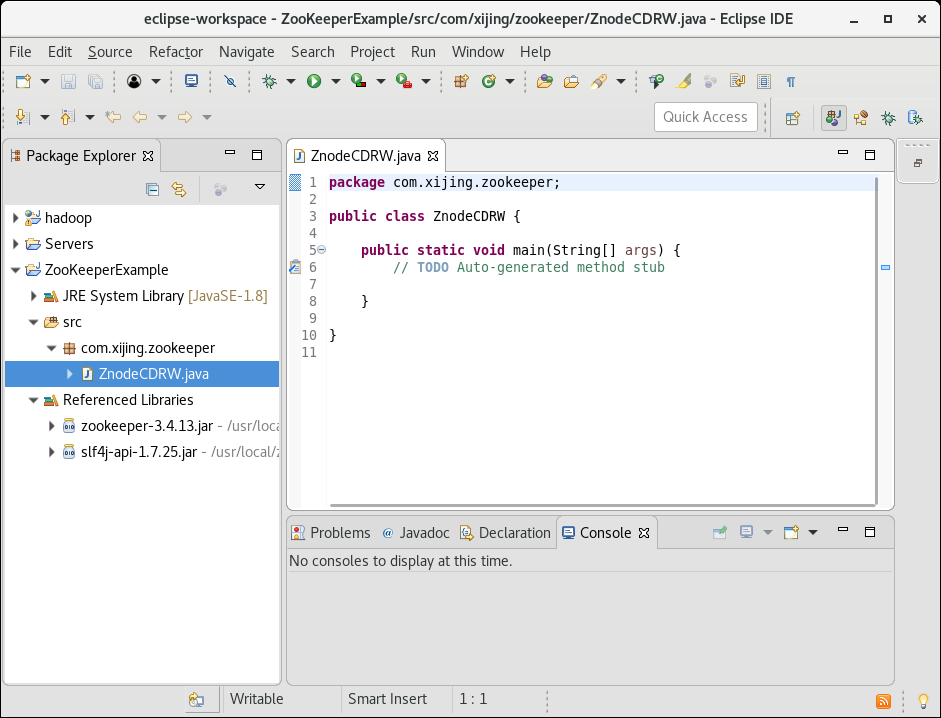 eclipse-workspace - ZooKeeperExample/src/com/xijing/zookeeper/ZnodeCDRW.java - Eclipse IDE
File Edit Source Refactor Navigate Search Project Run Window Help
Quick Access
Package Explorer
hadoop
Servers
ZooKeeperExample
JRE System Library [JavaSE-1.8]
src
com.xijing.zookeeper
ZnodeCDRW.java
Referenced Libraries
zookeeper-3.4.13.jar - /usr/loca
slf4j-api-1.7.25.jar - /usr/local/z
ZnodeCDRW.java
1 package com.xijing.zookeeper;
2
3 public class ZnodeCDRW {
4
5 public static void main(String[] args) {
6 // TODO Auto-generated method stub
7
8 }
9
10 }
11
Problems @ Javadoc Declaration Console
No consoles to display at this time.
Writable Smart Insert 1 : 1